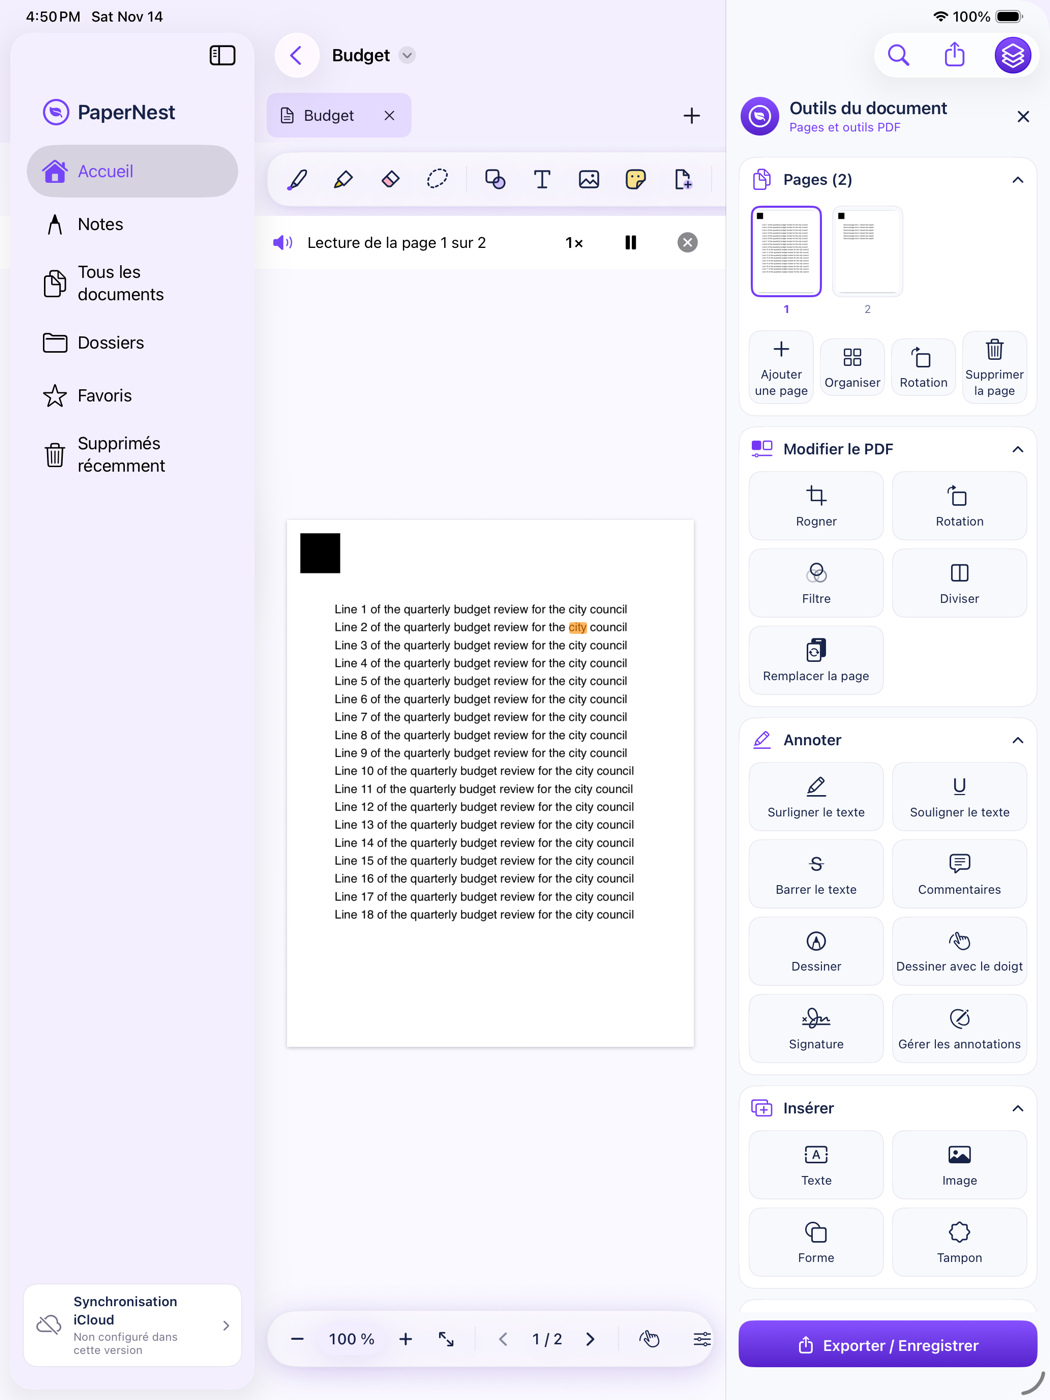 4:50 PM Sat Nov 14
100%
PaperNest
Accueil
Notes
Tous les
documents
Dossiers
Favoris
Supprimés
récemment
Synchronisation
iCloud
Non configuré dans
cette version
Budget
Budget
Lecture de la page 1 sur 2
1×
Line 1 of the quarterly budget review for the city council
Line 2 of the quarterly budget review for the city council
Line 3 of the quarterly budget review for the city council
Line 4 of the quarterly budget review for the city council
Line 5 of the quarterly budget review for the city council
Line 6 of the quarterly budget review for the city council
Line 7 of the quarterly budget review for the city council
Line 8 of the quarterly budget review for the city council
Line 9 of the quarterly budget review for the city council
Line 10 of the quarterly budget review for the city council
Line 11 of the quarterly budget review for the city council
Line 12 of the quarterly budget review for the city council
Line 13 of the quarterly budget review for the city council
Line 14 of the quarterly budget review for the city council
Line 15 of the quarterly budget review for the city council
Line 16 of the quarterly budget review for the city council
Line 17 of the quarterly budget review for the city council
Line 18 of the quarterly budget review for the city council
100 %
1 / 2
Outils du document
Pages et outils PDF
Pages (2)
1
2
Ajouter
une page
Organiser
Rotation
Supprimer
la page
Modifier le PDF
Rogner
Rotation
Filtre
Diviser
Remplacer la page
Annoter
Surligner le texte
Souligner le texte
Barrer le texte
Commentaires
Dessiner
Dessiner avec le doigt
Signature
Gérer les annotations
Insérer
Texte
Image
Forme
Tampon
Exporter / Enregistrer